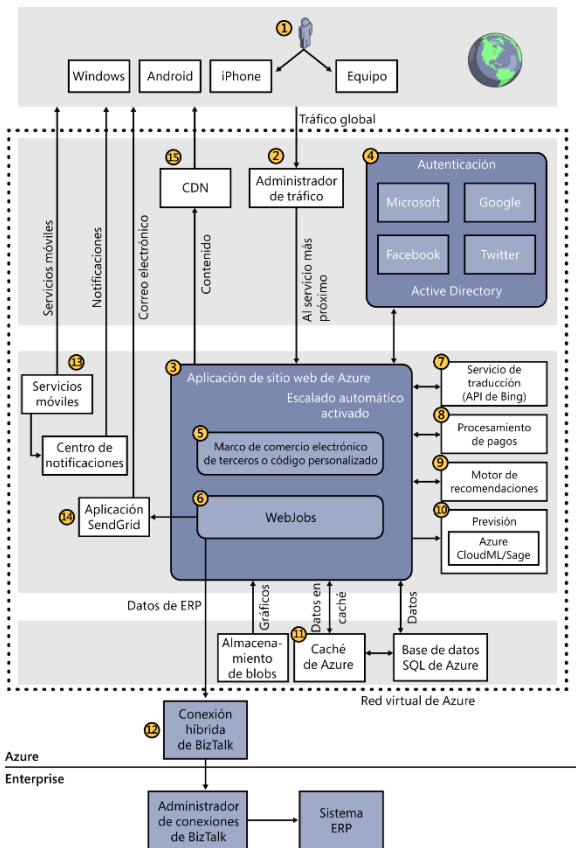 1
Windows
Android
iPhone
Equipo
Tráfico global
15
CDN
2
Administrador
de tráfico
4
Autenticación
Microsoft
Google
Facebook
Twitter
Active Directory
Servicios móviles
Notificaciones
Correo electrónico
Contenido
Al servicio más
próximo
13
Servicios
móviles
Centro de
notificaciones
14
Aplicación
SendGrid
3
Aplicación de sitio web de Azure
Escalado automático
activado
5
Marco de comercio electrónico
de terceros o código personalizado
6
WebJobs
7
Servicio de
traducción
(API de Bing)
8
Procesamiento
de pagos
9
Motor de
recomendaciones
10
Previsión
Azure
CloudML/Sage
Datos de ERP
Gráficos
Datos en
caché
Datos
Almacena-
miento
de blobs
11
Caché
de Azure
Base de datos
SQL de Azure
Red virtual de Azure
12
Conexión
híbrida
de BizTalk
Azure
Enterprise
Administrador
de conexiones
de BizTalk
Sistema
ERP